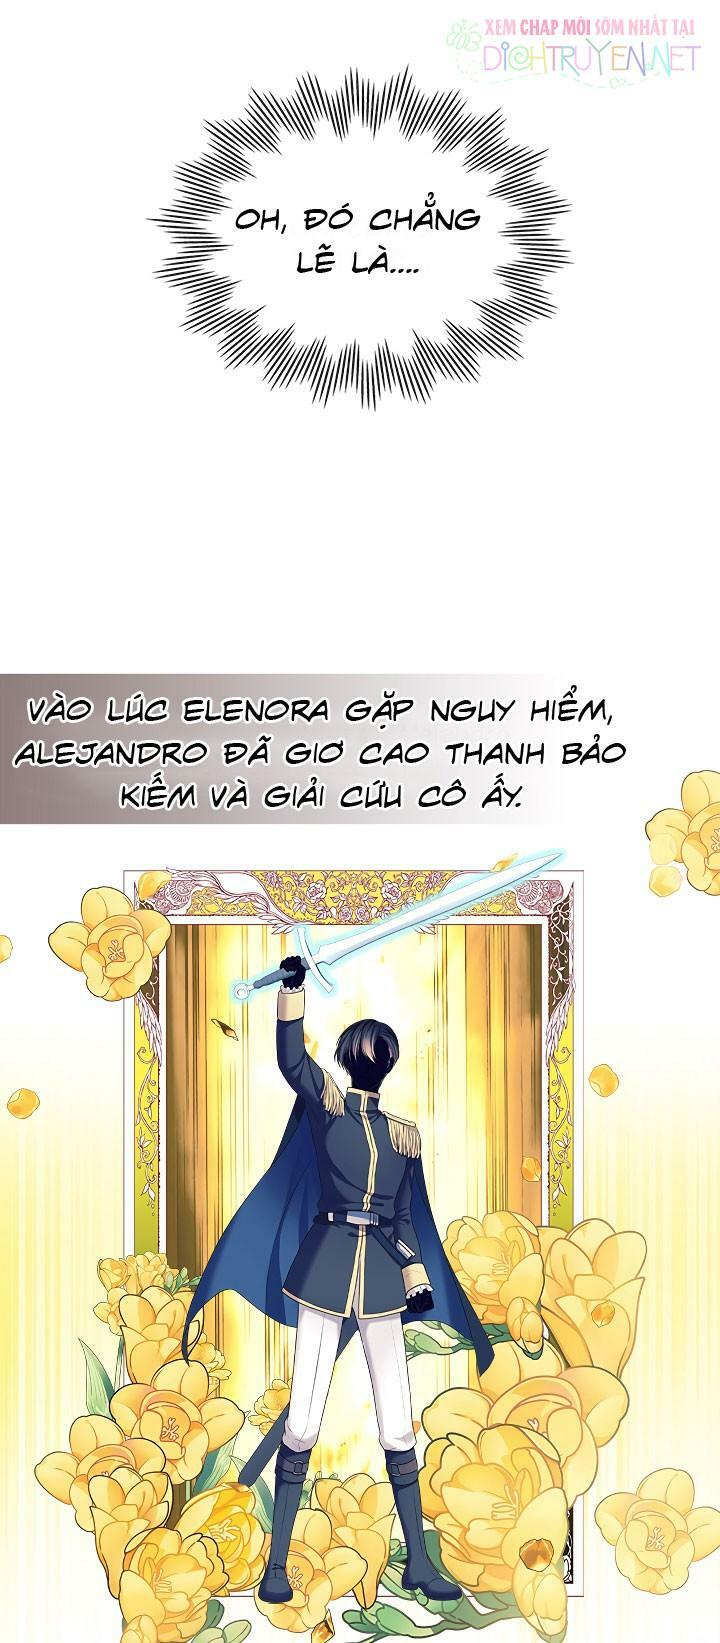 XEM CHAP MỚI SỚM NHẤT TẠI
DICHTRUYEN.NET
OH, ĐÓ CHẲNG
LẼ LÀ....
VÀO LÚC ELENORA GẶP NGUY HIỂM,
ALEJANDRO ĐÃ GIƠ CAO THANH BẢO
KIẾM VÀ GIẢI CỨU CÔ ẤY.